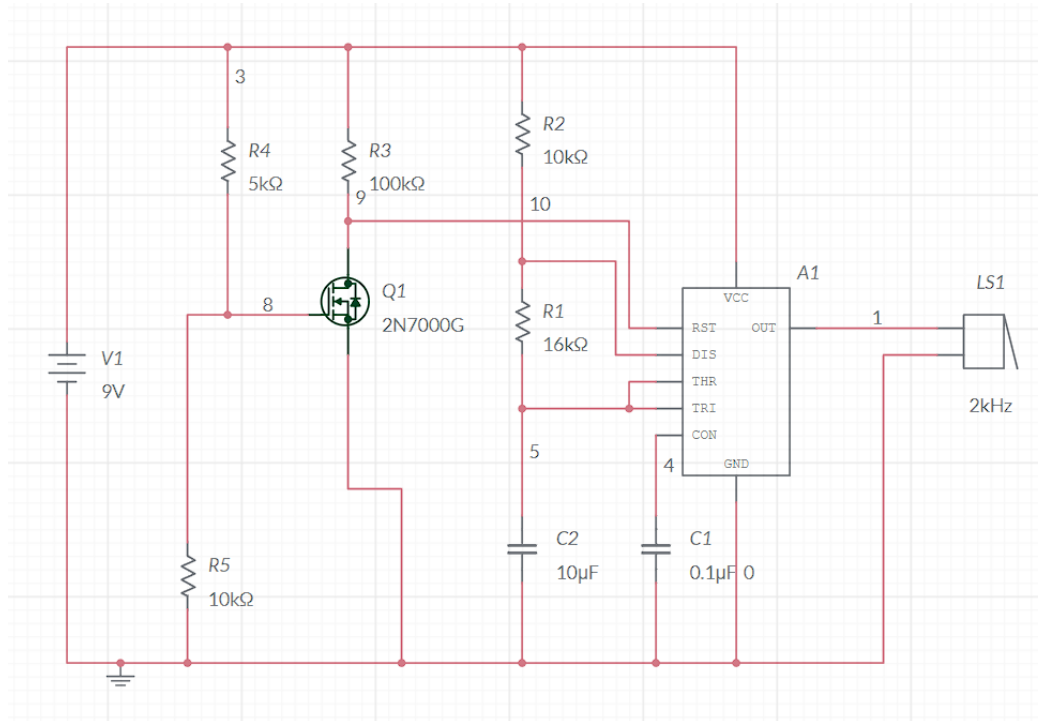 3
R4
5kΩ
R3
100kΩ
9
R2
10kΩ
10
8
Q1
2N7000G
R1
16kΩ
A1
VCC
RST
OUT
DIS
THR
TRI
CON
GND
1
LS1
2kHz
V1
9V
5
4
R5
10kΩ
C2
10µF
C1
0.1µF
0